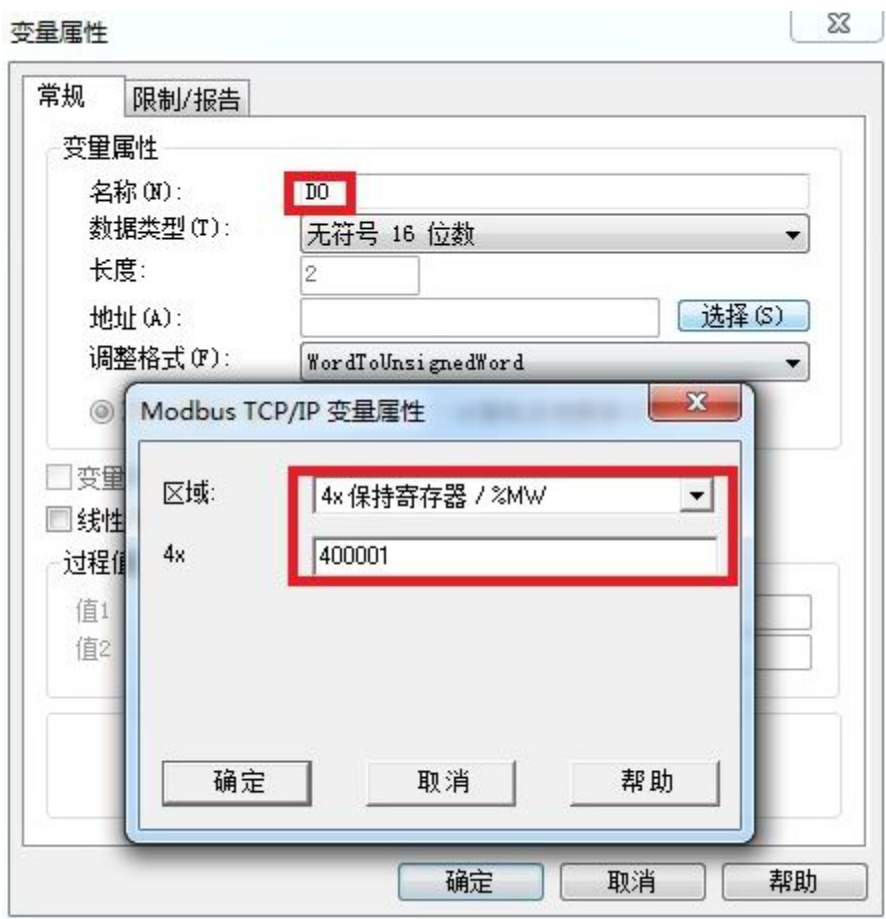 变量属性
常规 限制/报告
变量属性
名称(N): DO
数据类型(T): 无符号 16 位数
长度: 2
地址(A): 选择(S)
调整格式(F): WordToUnsignedWord
Modbus TCP/IP 变量属性
变量
区域: 4x 保持寄存器 / %MW
线性
4x 400001
过程值
值1
值2
确定 取消 帮助
确定 取消 帮助